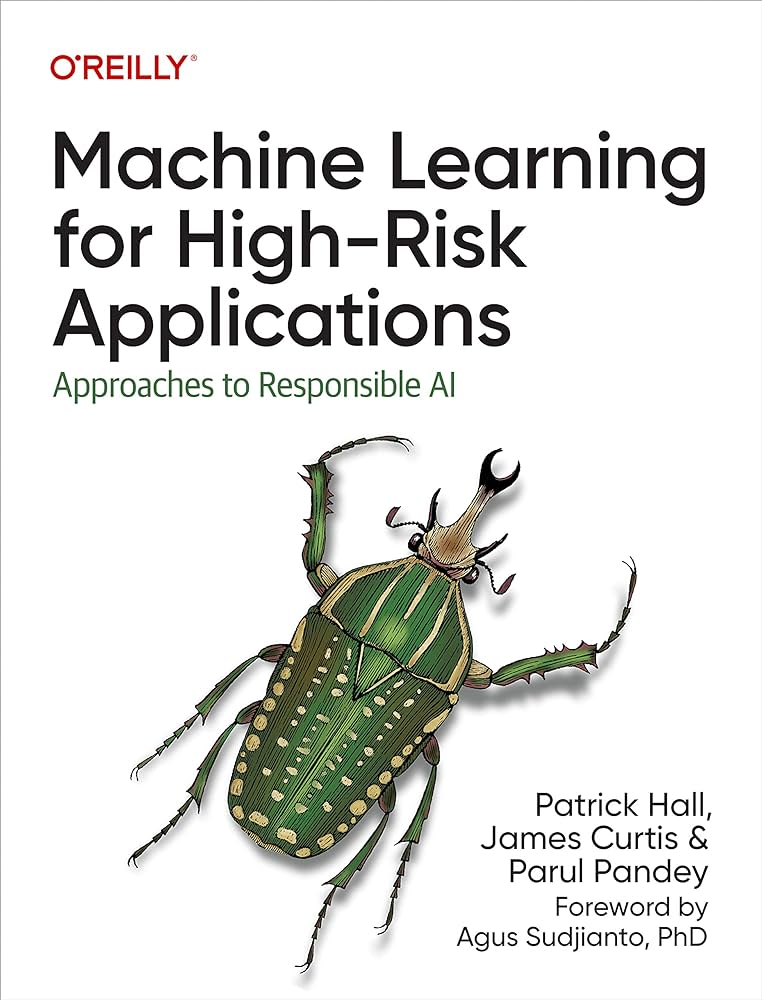 O'REILLY®
Machine Learning
for High-Risk
Applications
Approaches to Responsible AI
Patrick Hall,
James Curtis &
Parul Pandey
Foreword by
Agus Sudjianto, PhD